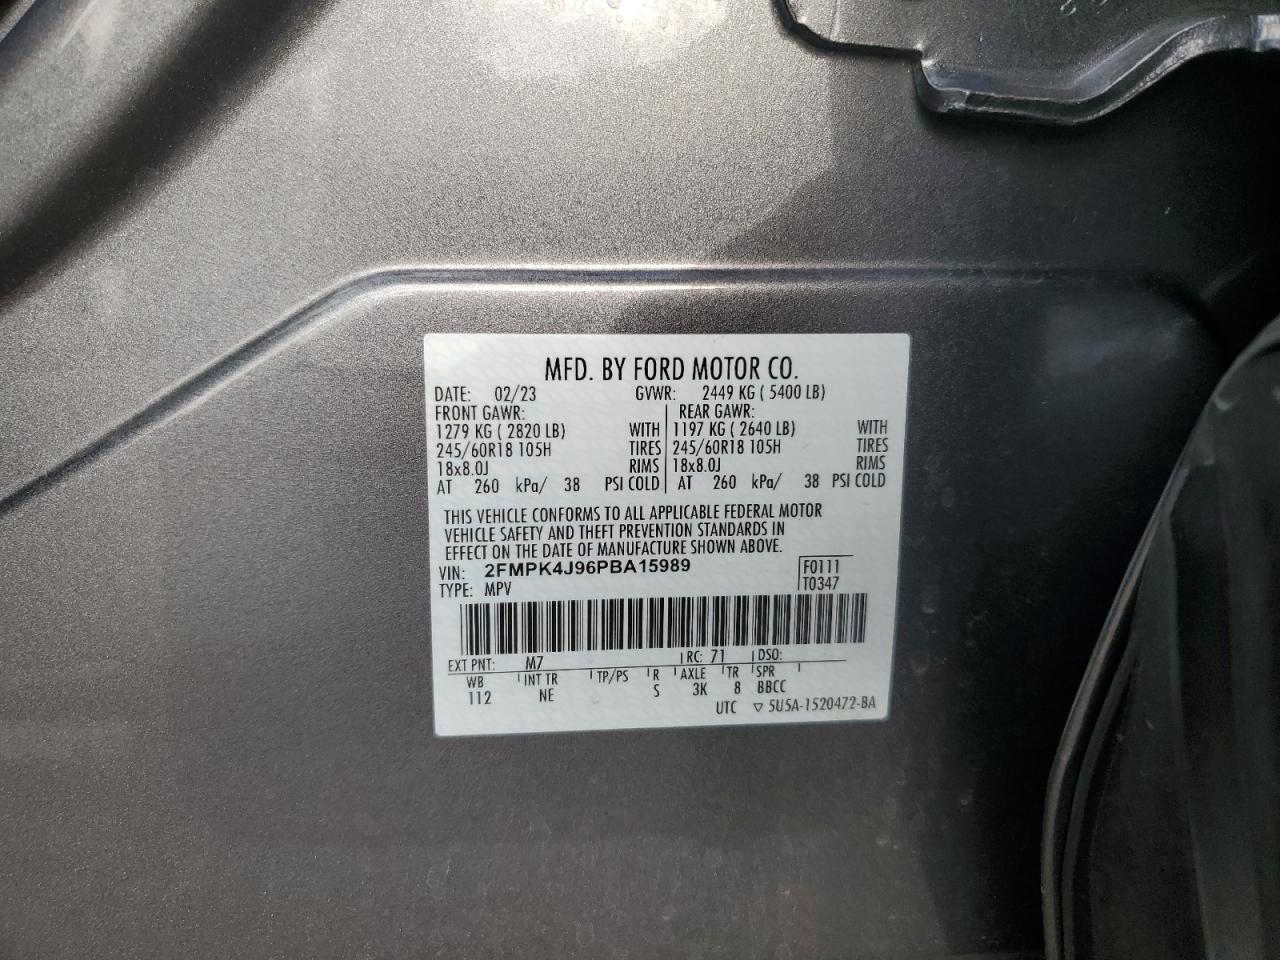 MFD. BY FORD MOTOR CO.
DATE: 02/23 GVWR: 2449 KG ( 5400 LB)
FRONT GAWR: REAR GAWR:
1279 KG ( 2820 LB) WITH 1197 KG ( 2640 LB) WITH
245/60R18 105H TIRES 245/60R18 105H TIRES
18x8.0J RIMS 18x8.0J RIMS
AT 260 kPa/ 38 PSI COLD AT 260 kPa/ 38 PSI COLD
THIS VEHICLE CONFORMS TO ALL APPLICABLE FEDERAL MOTOR
VEHICLE SAFETY AND THEFT PREVENTION STANDARDS IN
EFFECT ON THE DATE OF MANUFACTURE SHOWN ABOVE.
VIN: 2FMPK4J96PBA15989 F0111
TYPE: MPV T0347
EXT PNT: M7 RC: 71 DSO:
WB INT TR TP/PS R AXLE TR SPR
112 NE S 3K 8 BBCC
UTC ▽ 5U5A-1520472-BA